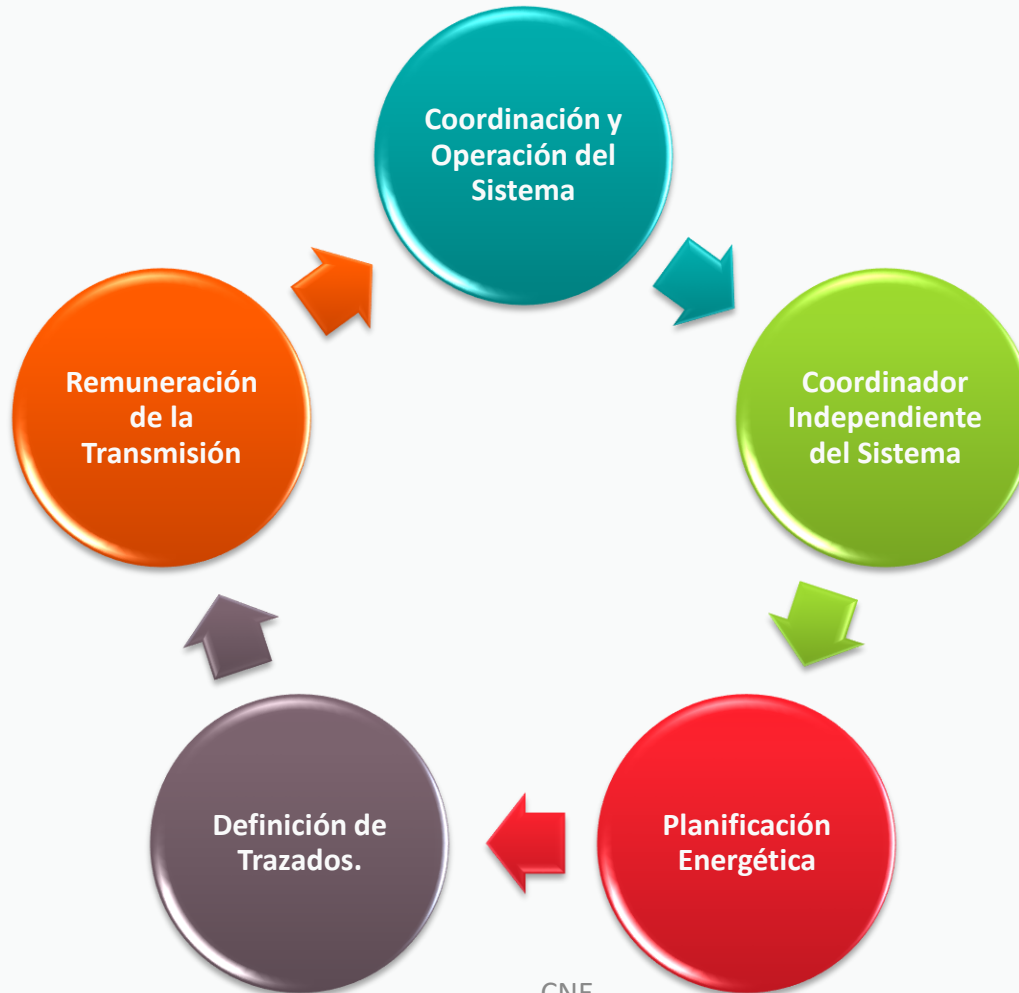 Coordinación y
Operación del
Sistema
Coordinador
Independiente
del Sistema
Planificación
Energética
Definición de
Trazados.
Remuneración
de la
Transmisión